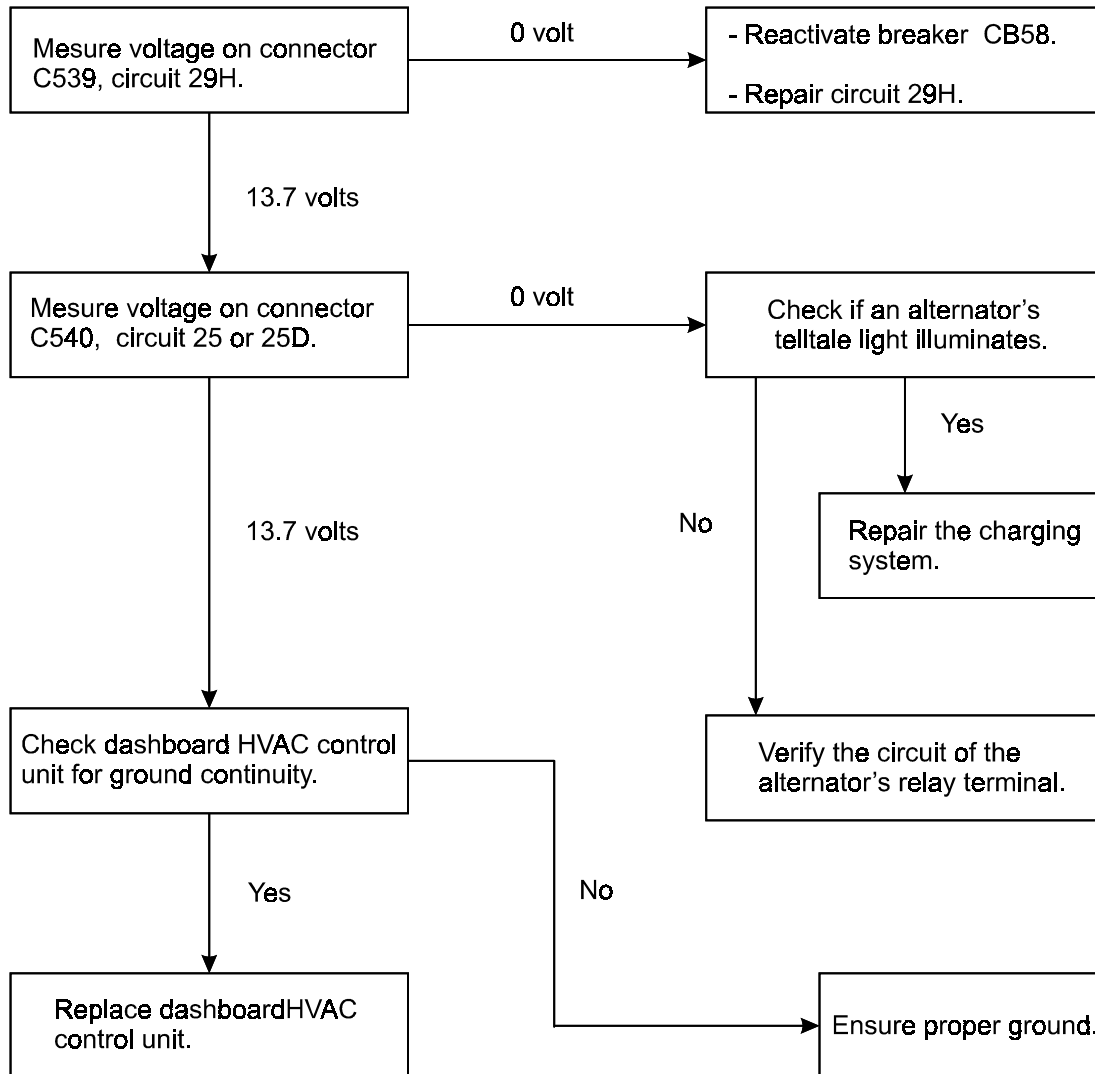 Mesure voltage on connector
C539, circuit 29H.
0 volt
- Reactivate breaker CB58.
- Repair circuit 29H.
13.7 volts
Mesure voltage on connector
C540, circuit 25 or 25D.
0 volt
Check if an alternator’s
telltale light illuminates.
Yes
No
13.7 volts
Repair the charging
system.
Check dashboard HVAC control
unit for ground continuity.
Verify the circuit of the
alternator’s relay terminal.
Yes
No
Replace dashboardHVAC
control unit.
Ensure proper ground.